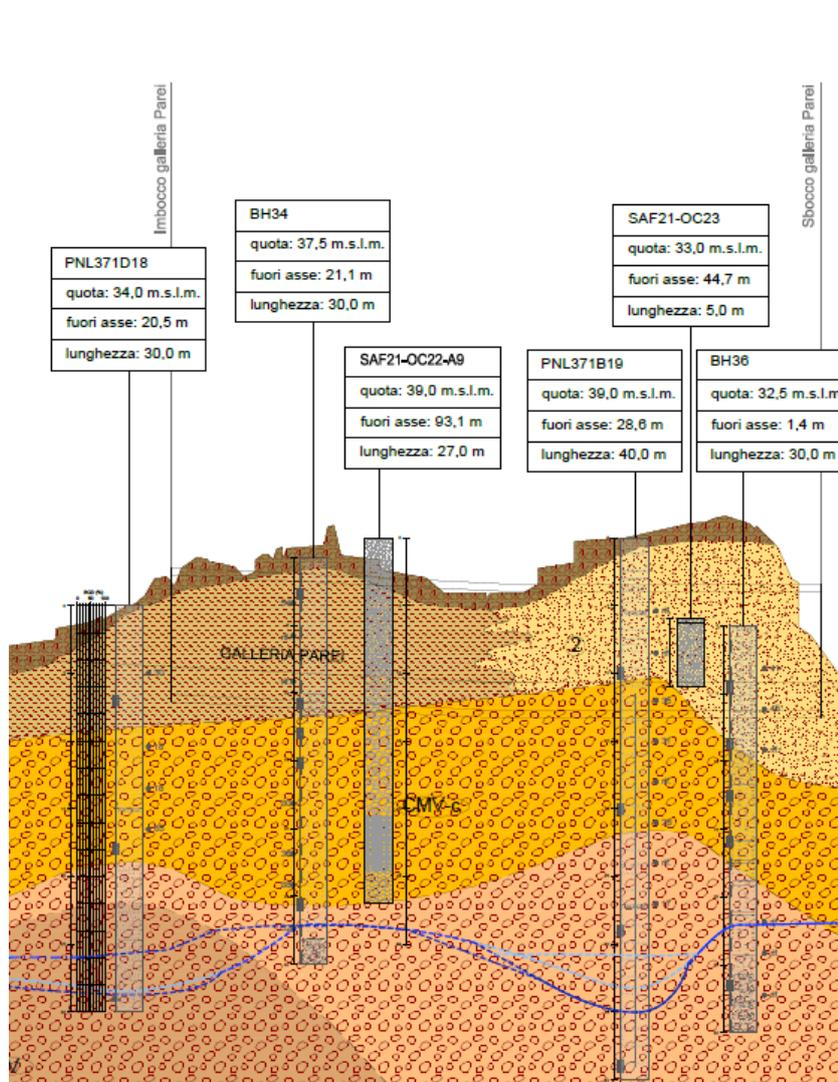 Imbocco galleria Parei
Sbocco galleria Parei
BH34
quota: 37,5 m.s.l.m.
fuori asse: 21,1 m
lunghezza: 30,0 m
SAF21-OC23
quota: 33,0 m.s.l.m.
fuori asse: 44,7 m
lunghezza: 5,0 m
PNL371D18
quota: 34,0 m.s.l.m.
fuori asse: 20,5 m
lunghezza: 30,0 m
SAF21-OC22-A9
quota: 39,0 m.s.l.m.
fuori asse: 93,1 m
lunghezza: 27,0 m
PNL371B19
quota: 39,0 m.s.l.m.
fuori asse: 28,6 m
lunghezza: 40,0 m
BH36
quota: 32,5 m.s.l.m
fuori asse: 1,4 m
lunghezza: 30,0 m
GALLERIA PAREI
2
CMV-c